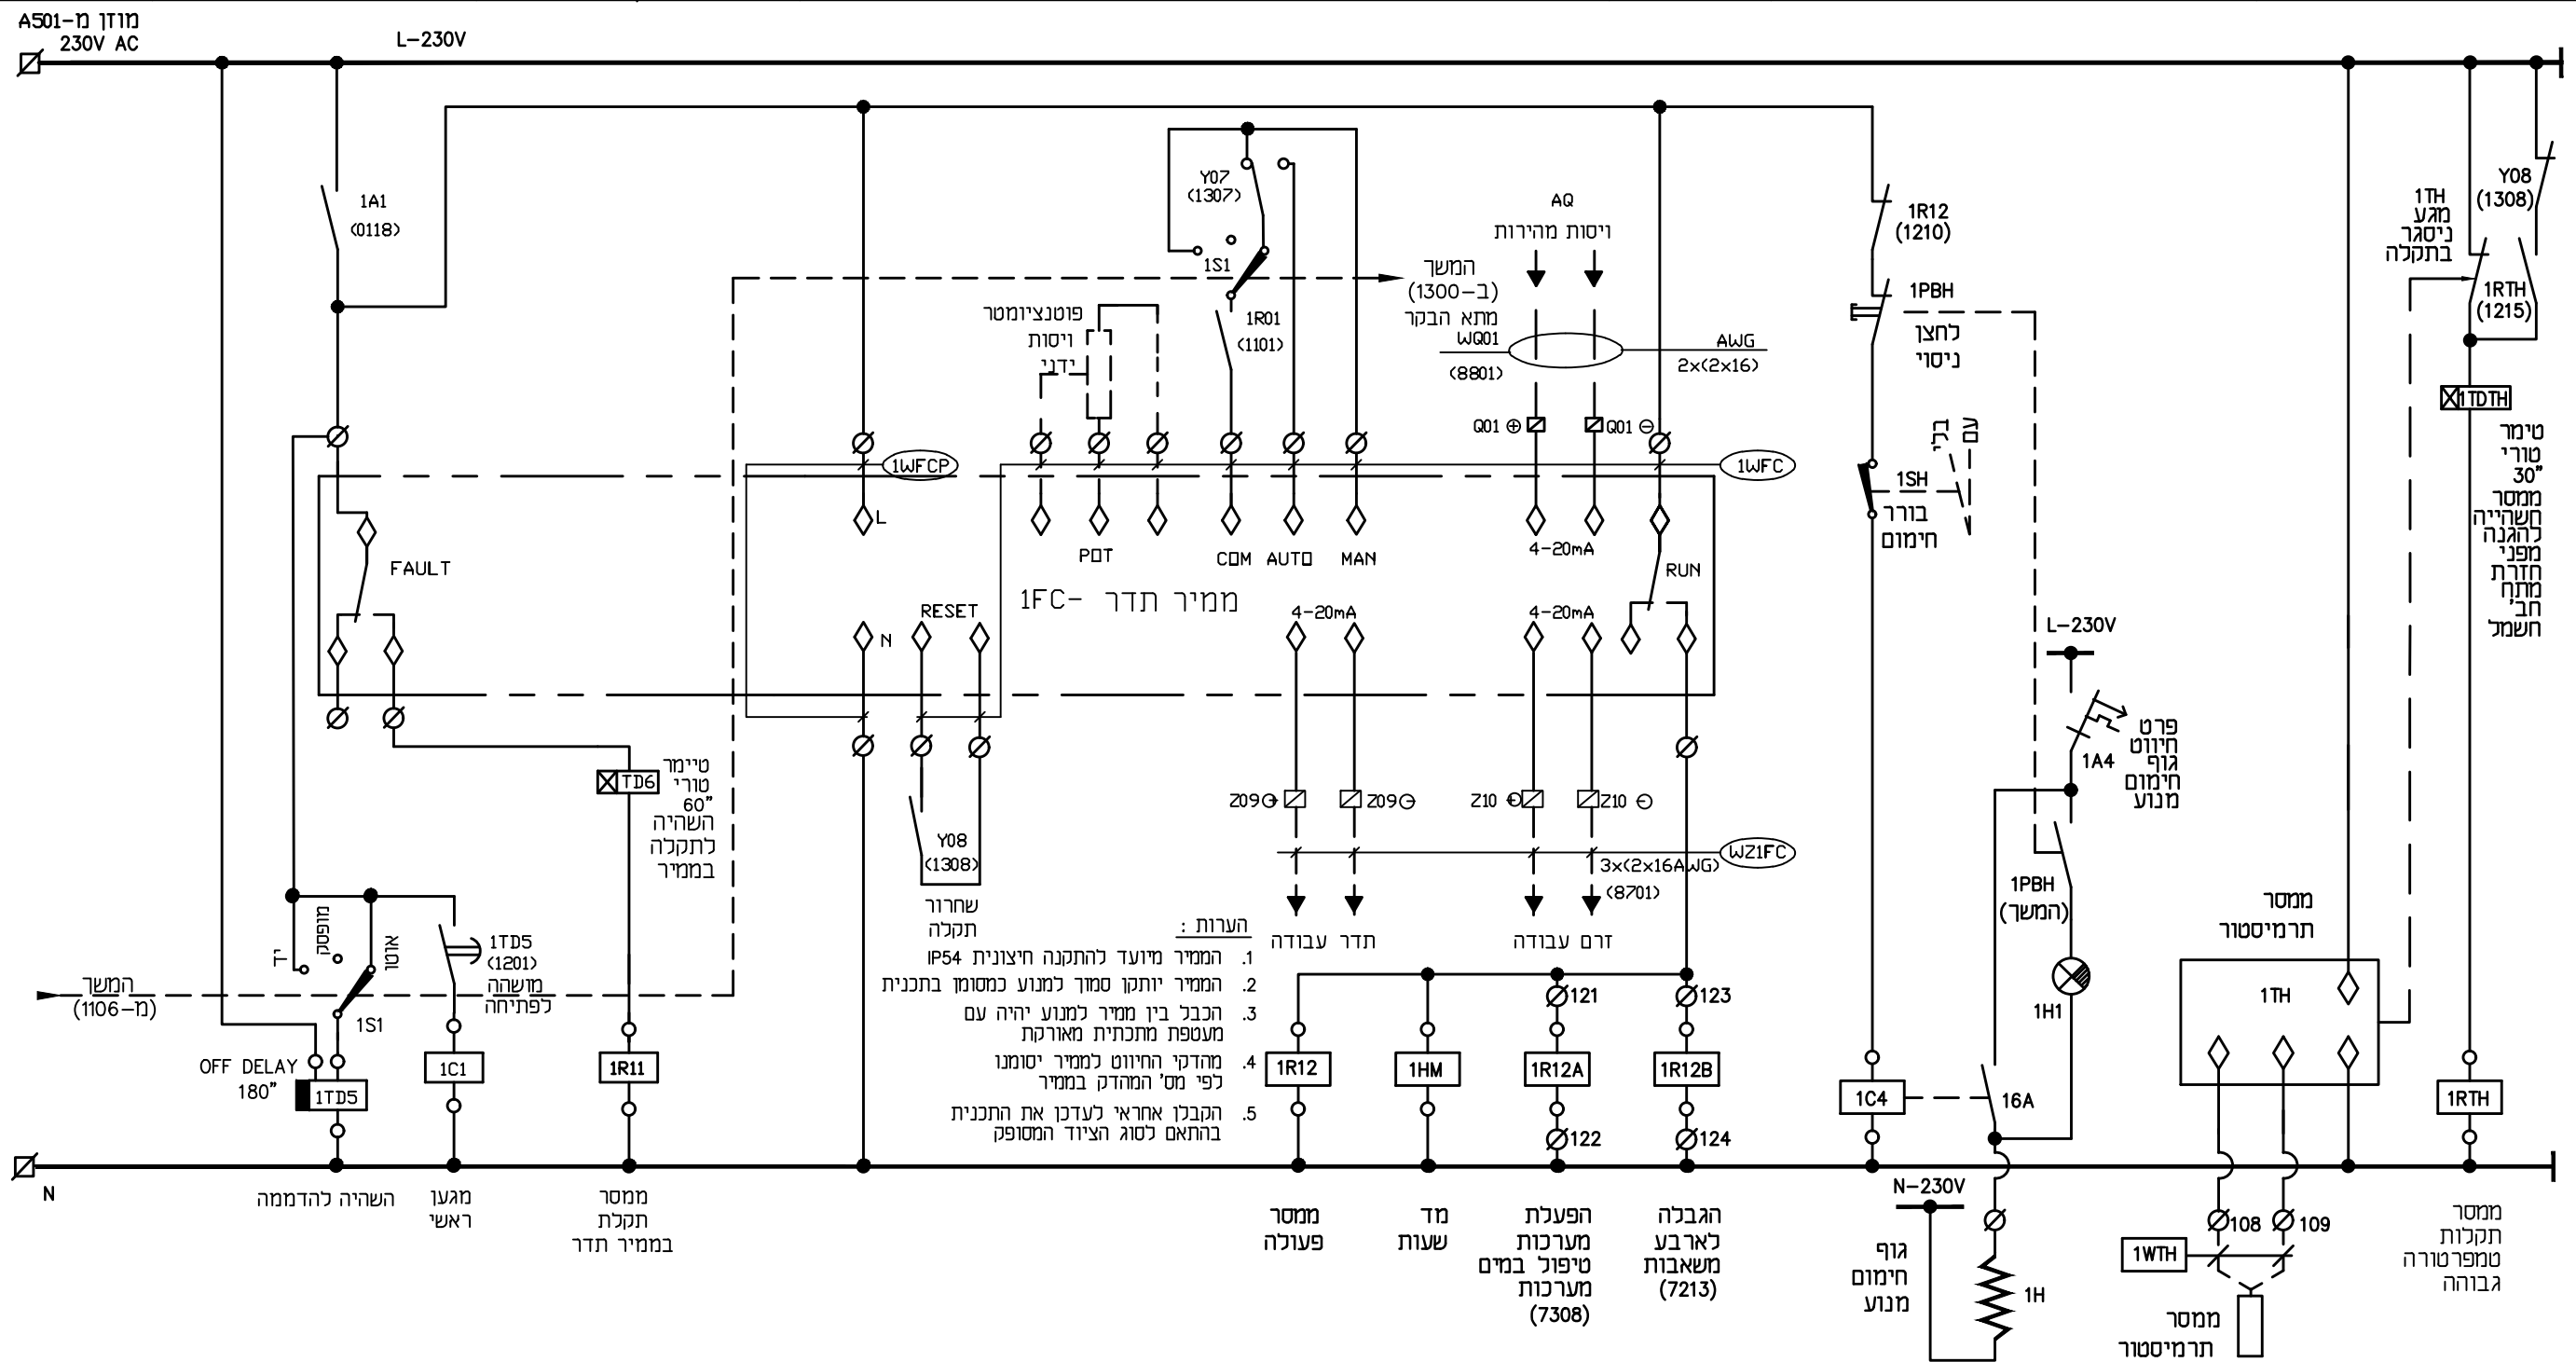 מוזן מ-A501
230V AC
L-230V
1A1
(0118)
Y07
(1307)
1S1
1R01
(1101)
המשך
(ב-1300)
פוטנציומטר
ויסות
ידני
AQ
ויסות מהירות
מתא הבקר
WQ01
(8801)
AWG
2x(2x16)
Q01 ⊕
Q01 ⊖
1WFCP
1WFC
1R12
(1210)
1PBH
לחצן
ניסוי
בלי
עם
1SH
בורר
חימום
1TH
מגע
ניסגר
בתקלה
Y08
(1308)
1RTH
(1215)
1TDTH
טימר
טורי
30"
ממסר
חשהייה
להגנה
מפני
חזרת
מתח
חב'
חשמל
FAULT
L
POT
COM
AUTO
MAN
4-20mA
RUN
1FC- ממיר תדר
N
RESET
4-20mA
4-20mA
L-230V
1A4
פרט
חיווט
גוף
חימום
מנוע
TD6
טיימר
טורי
60"
השהיה
לתקלה
בממיר
Y08
(1308)
שחרור
תקלה
Z09
Z09
Z10
Z10
WZ1FC
3x(2x16AWG)
(8701)
תדר עבודה
זרם עבודה
הערות :
1. הממיר מיועד להתקנה חיצונית IP54
2. הממיר יותקן סמוך למנוע כמסומן בתכנית
3. הכבל בין ממיר למנוע יהיה עם
מעטפת מתכתית מאורקת
4. מהדקי החיווט לממיר יסומנו
לפי מס' המהדק בממיר
5. הקבלן אחראי לעדכן את התכנית
בהתאם לסוג הציוד המסופק
יד
מופסק
אוטו
1S1
המשך
(מ-1106)
1TD5
(1201)
מושהה
לפתיחה
OFF DELAY
180"
1TD5
1C1
1R11
121
123
1R12
1HM
1R12A
1R12B
122
124
1PBH
(המשך)
1H1
1C4
16A
ממסר
תרמיסטור
1TH
1RTH
N
השהיה להדממה
מגען
ראשי
ממסר
תקלת
בממיר תדר
ממסר
פעולה
מד
שעות
הפעלת
מערכות
טיפול במים
מערכות
(7308)
הגבלה
לארבע
משאבות
(7213)
N-230V
גוף
חימום
מנוע
1H
108
109
1WTH
ממסר
תרמיסטור
ממסר
תקלות
טמפרטורה
גבוהה